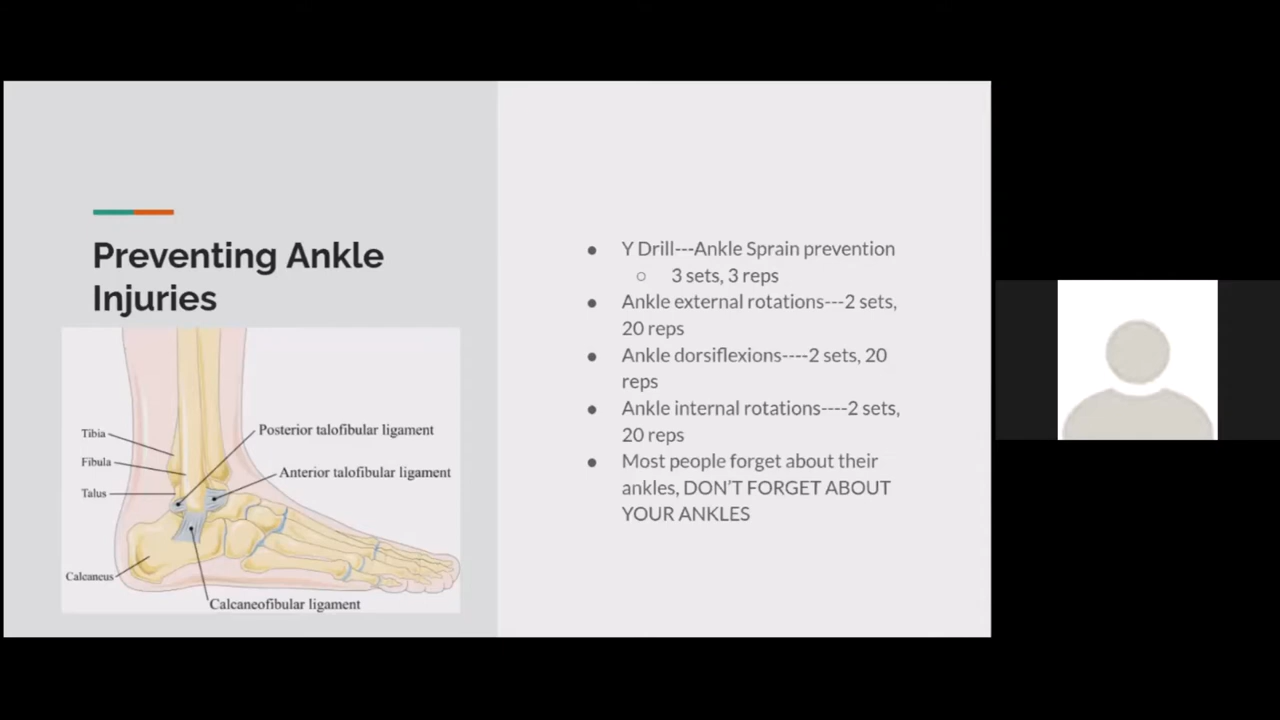 Preventing Ankle
Injuries
Tibia
Fibula
Talus
Calcaneus
Posterior talofibular ligament
Anterior talofibular ligament
Calcaneofibular ligament
● Y Drill---Ankle Sprain prevention
○ 3 sets, 3 reps
● Ankle external rotations---2 sets,
20 reps
● Ankle dorsiflexions----2 sets, 20
reps
● Ankle internal rotations----2 sets,
20 reps
● Most people forget about their
ankles, DON'T FORGET ABOUT
YOUR ANKLES